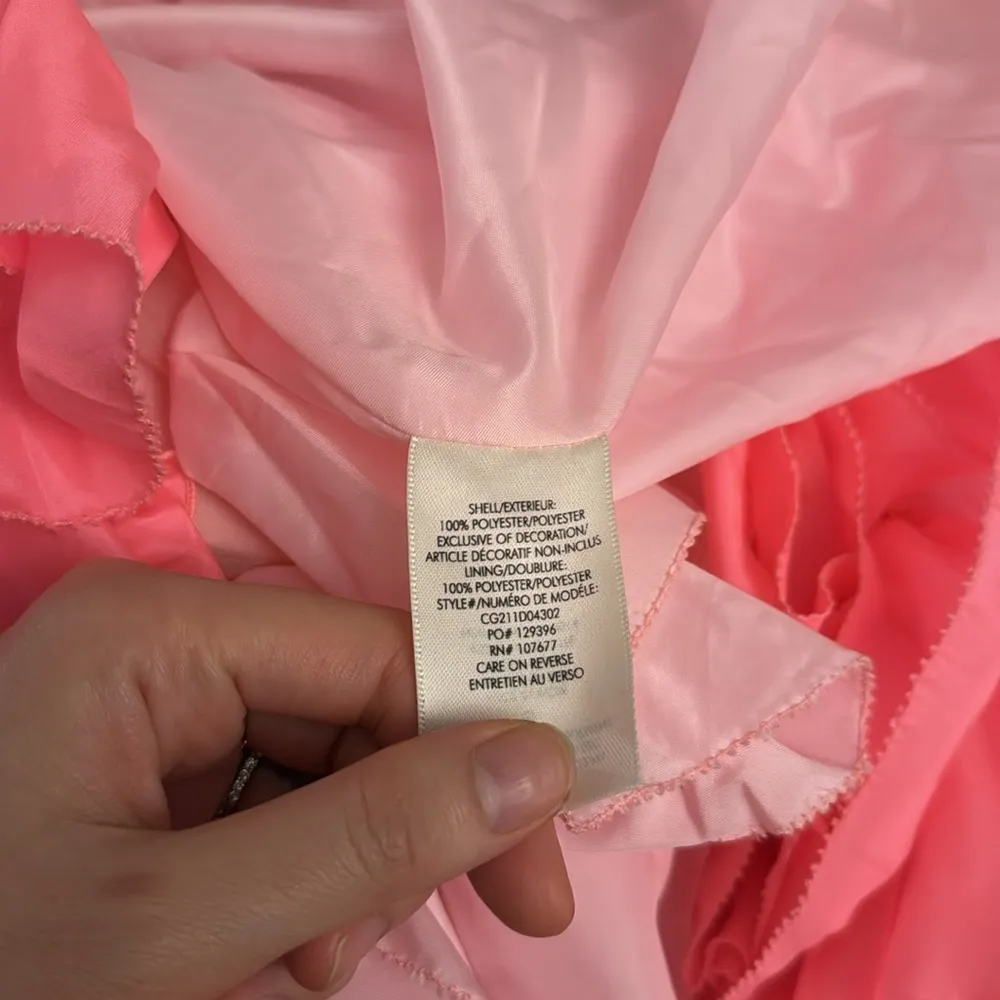 SHELL/EXTERIEUR:
100% POLYESTER/POLYESTER
EXCLUSIVE OF DECORATION/
ARTICLE DÉCORATIF NON-INCLUS
LINING/DOUBLURE:
100% POLYESTER/POLYESTER
STYLE#/NUMÉRO DE MODÉLE:
CG211D04302
PO# 129396
RN# 107677
CARE ON REVERSE
ENTRETIEN AU VERSO